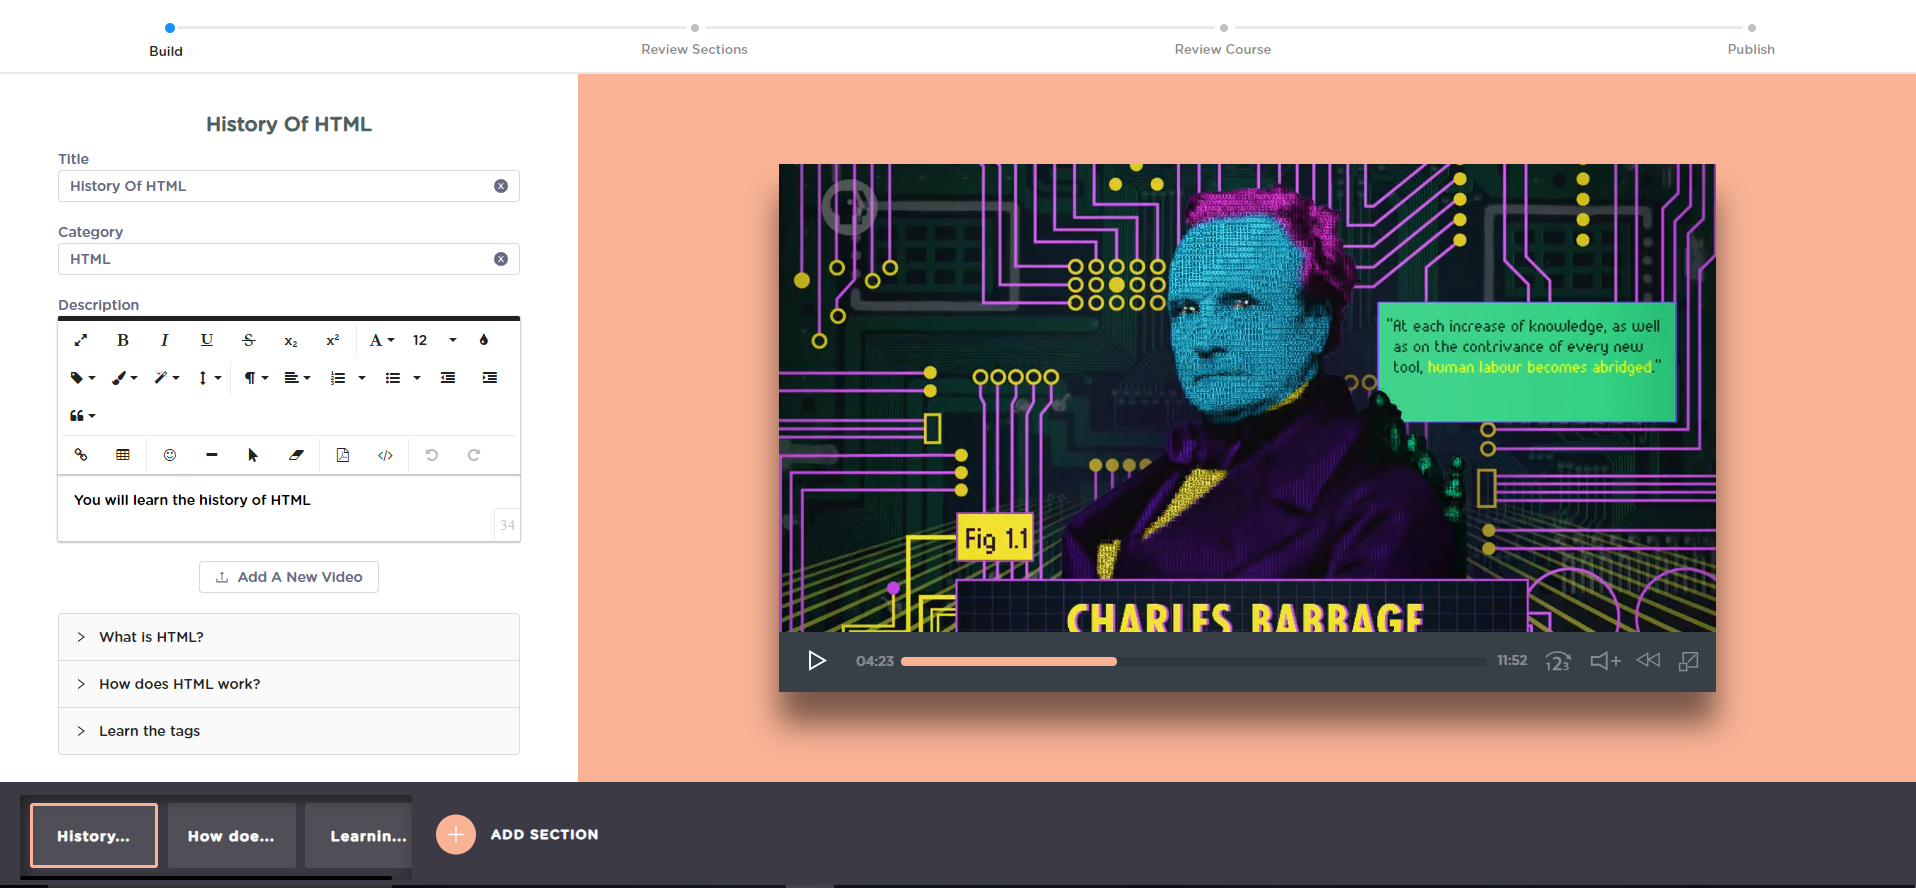 Build
Review Sections
Review Course
Publish
History Of HTML
Title
History Of HTML
Category
HTML
Description
B I U S x₂ x² A 12
You will learn the history of HTML
34
Add A New Video
What is HTML?
How does HTML work?
Learn the tags
"At each increase of knowledge, as well
as on the contrivance of every new
tool, human labour becomes abridged."
Fig 1.1
CHARLES BABBAGE
04:23
11:52
123
History...
How doe...
Learnin...
ADD SECTION